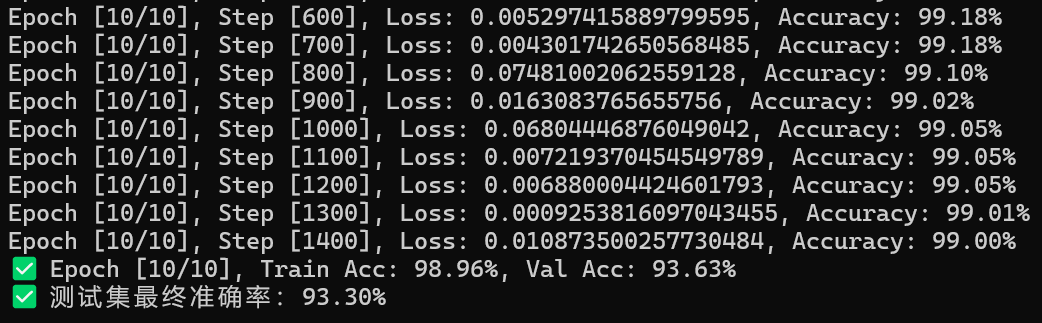 Epoch [10/10], Step [600], Loss: 0.005297415889799595, Accuracy: 99.18%
Epoch [10/10], Step [700], Loss: 0.004301742650568485, Accuracy: 99.18%
Epoch [10/10], Step [800], Loss: 0.07481002062559128, Accuracy: 99.10%
Epoch [10/10], Step [900], Loss: 0.0163083765655756, Accuracy: 99.02%
Epoch [10/10], Step [1000], Loss: 0.06804446876049042, Accuracy: 99.05%
Epoch [10/10], Step [1100], Loss: 0.007219370454549789, Accuracy: 99.05%
Epoch [10/10], Step [1200], Loss: 0.006880004424601793, Accuracy: 99.05%
Epoch [10/10], Step [1300], Loss: 0.0009253816097043455, Accuracy: 99.01%
Epoch [10/10], Step [1400], Loss: 0.010873500257730484, Accuracy: 99.00%
✅ Epoch [10/10], Train Acc: 98.96%, Val Acc: 93.63%
✅ 测试集最终准确率: 93.30%